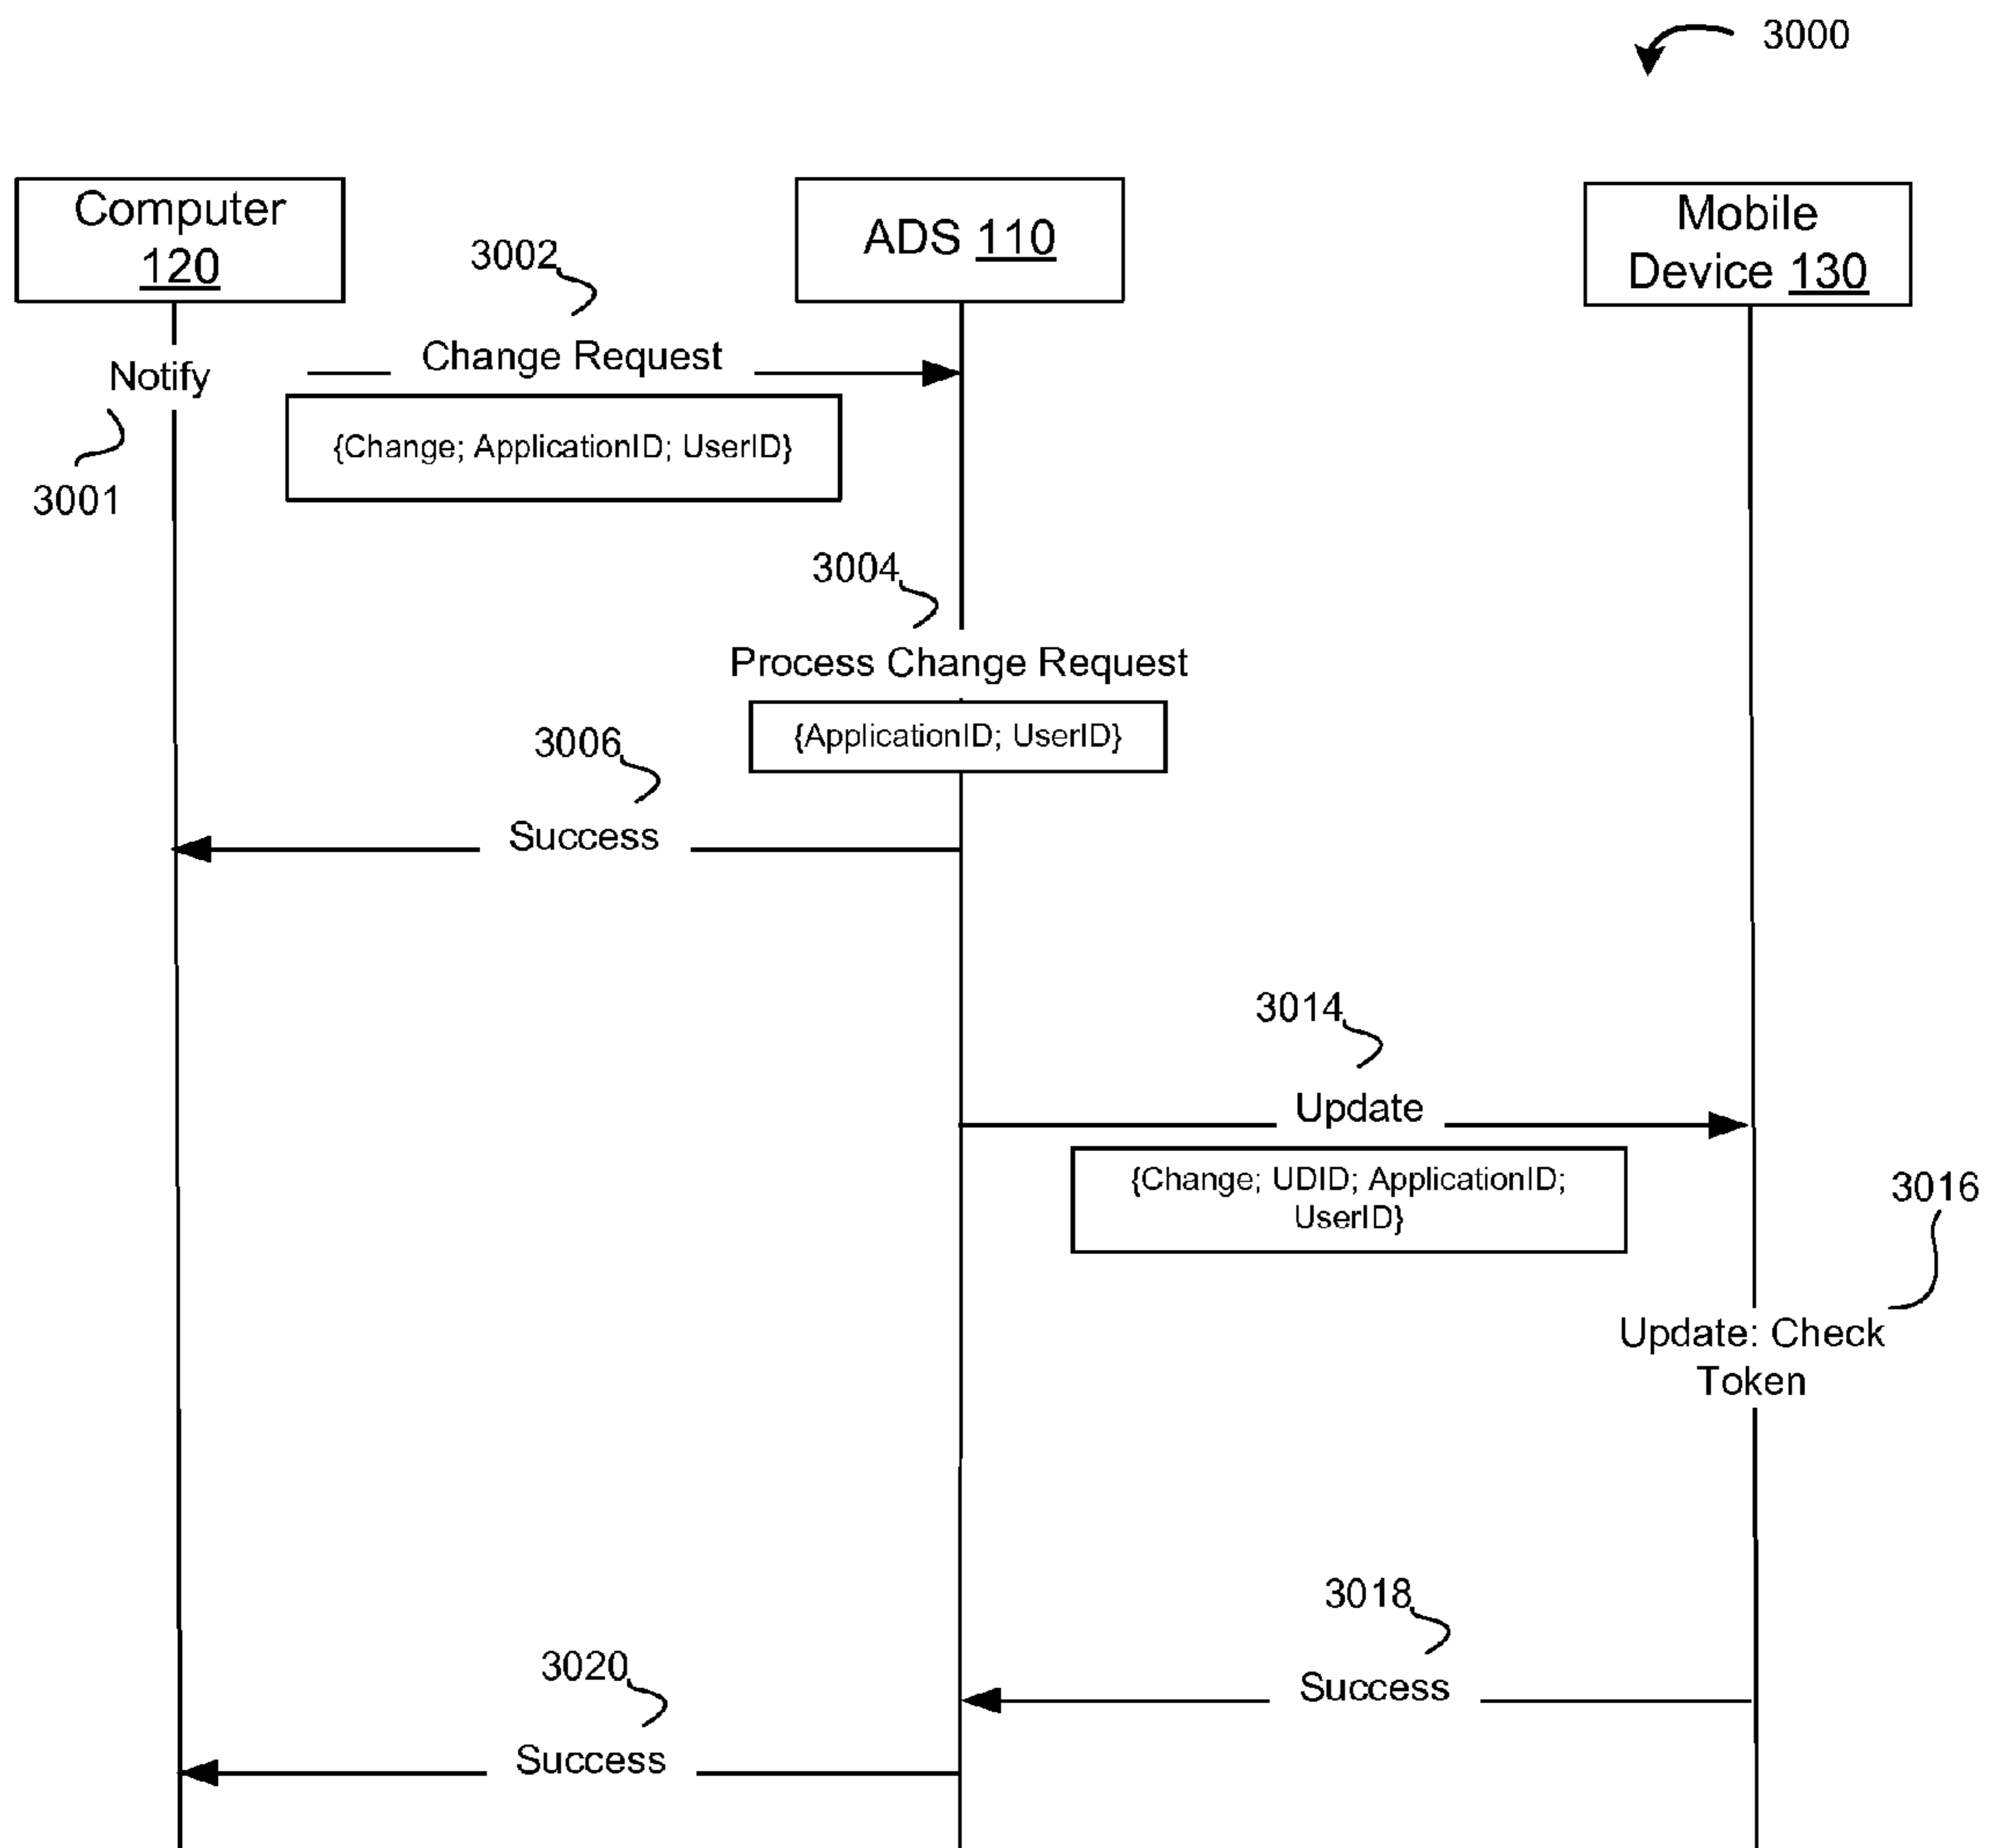 3000
Computer
120
ADS 110
Mobile
Device 130
3002
Notify
Change Request
{Change; ApplicationID; UserID}
3001
3004
Process Change Request
{ApplicationID; UserID}
3006
Success
3014
Update
{Change; UDID; ApplicationID;
UserID}
3016
Update: Check
Token
3018
Success
3020
Success